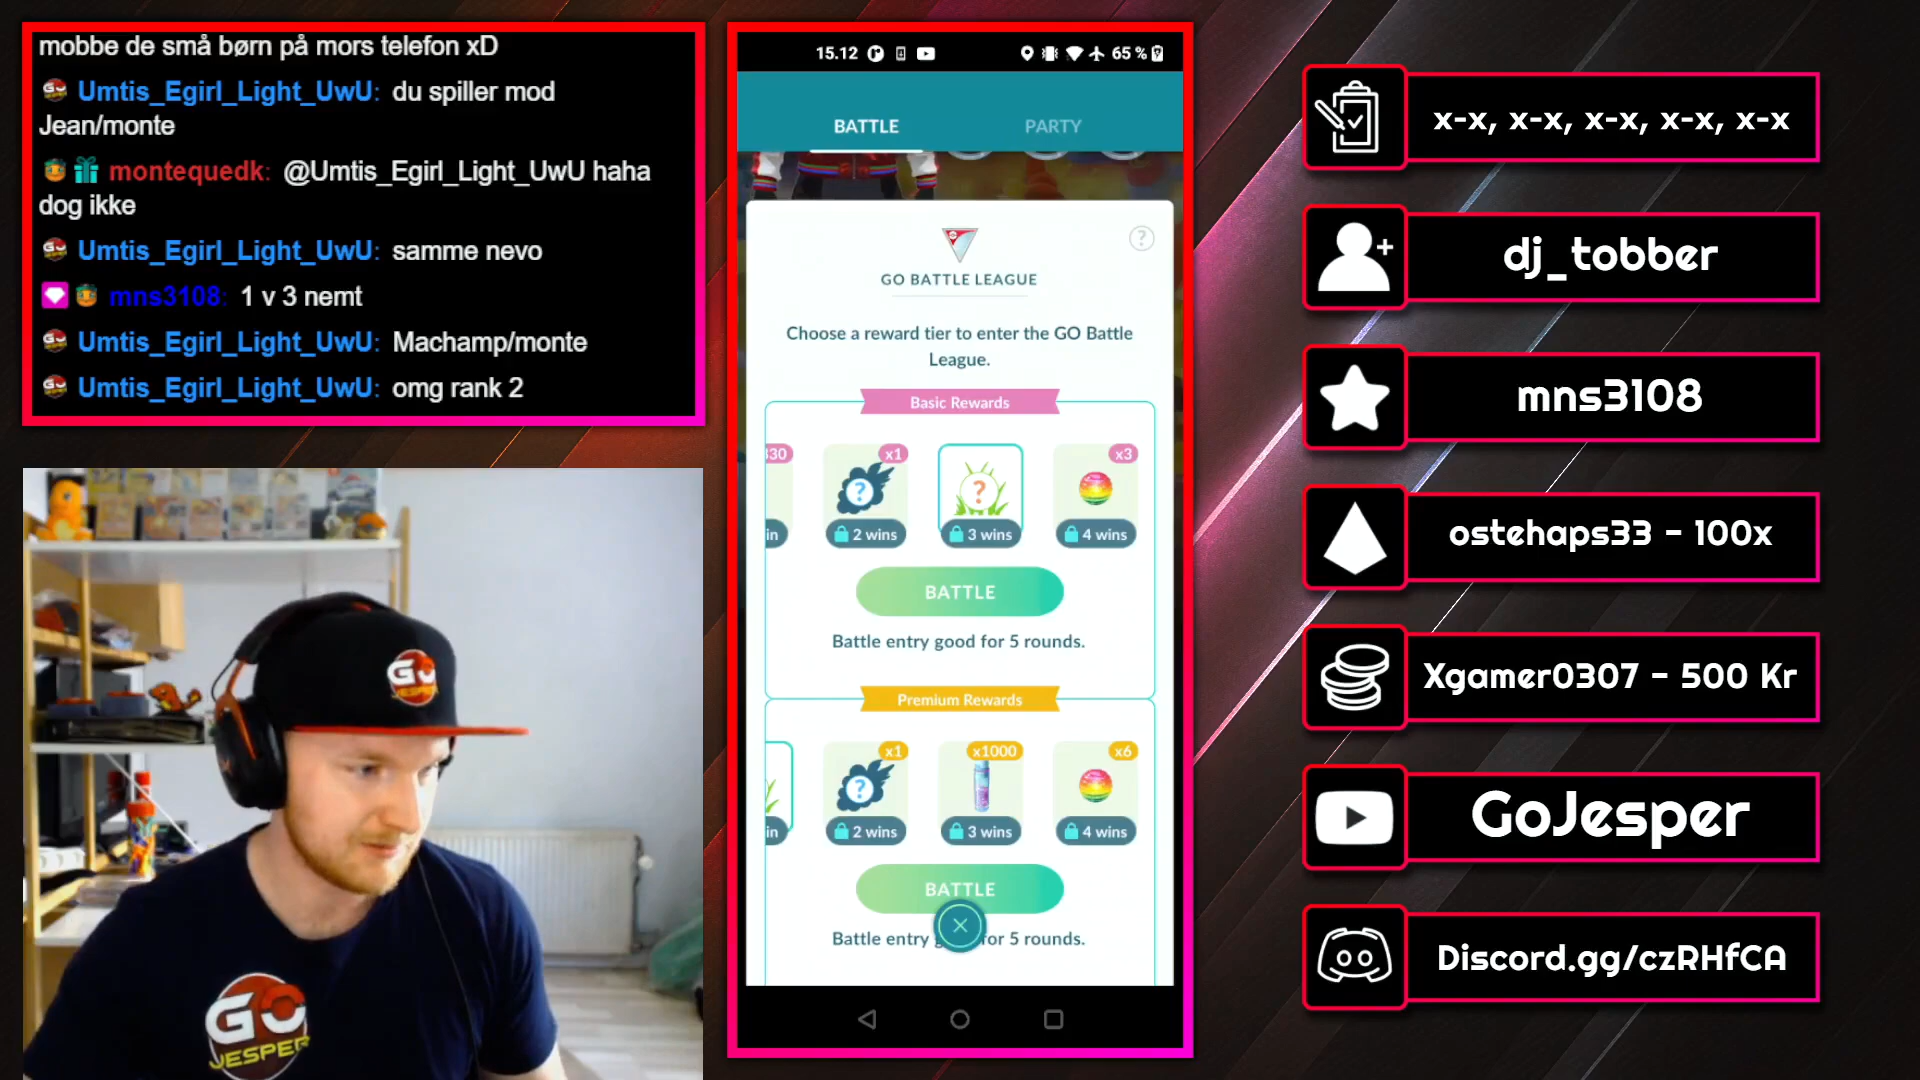 mobbe de små børn på mors telefon xD
Umtis_Egirl_Light_UwU: du spiller mod
Jean/monte
montequedk: @Umtis_Egirl_Light_UwU haha
dog ikke
Umtis_Egirl_Light_UwU: samme nevo
mns3108: 1 v 3 nemt
Umtis_Egirl_Light_UwU: Machamp/monte
Umtis_Egirl_Light_UwU: omg rank 2
GO
JESPER
GO
JESPER
15.12 65 %
BATTLE PARTY
GO BATTLE LEAGUE
?
Choose a reward tier to enter the GO Battle
League.
Basic Rewards
30 x1 x3
? ?
in 2 wins 3 wins 4 wins
BATTLE
Battle entry good for 5 rounds.
Premium Rewards
x1 x1000 x6
?
in 2 wins 3 wins 4 wins
BATTLE
Battle entry g for 5 rounds.
x-x, x-x, x-x, x-x, x-x
dj_tobber
mns3108
ostehaps33 - 100x
Xgamer0307 - 500 Kr
GoJesper
Discord.gg/czRHfCA